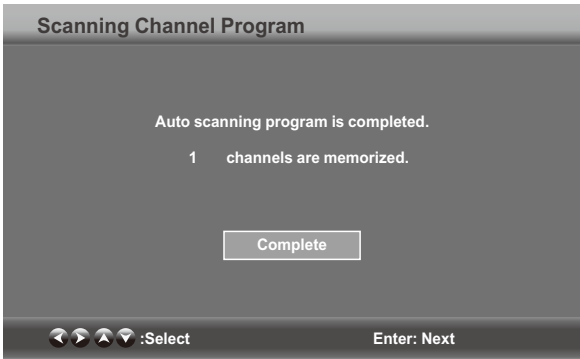 Scanning Channel Program
Auto scanning program is completed.
1 channels are memorized.
Complete
:Select Enter: Next